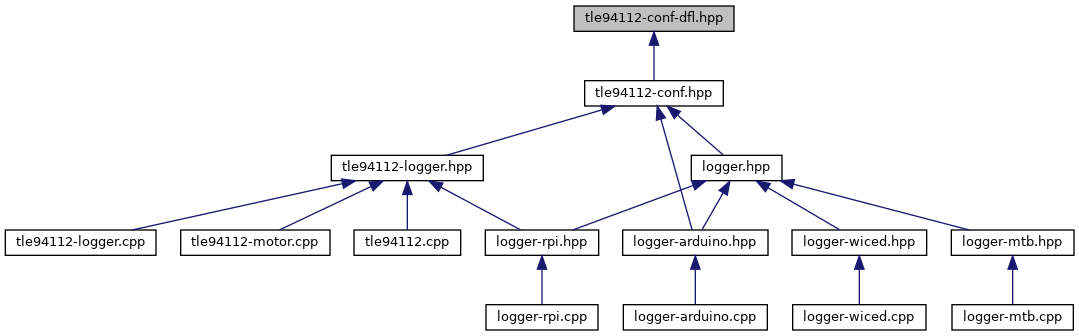 tle94112-conf-dfl.hpp
tle94112-conf.hpp
tle94112-logger.hpp
logger.hpp
tle94112-logger.cpp
tle94112-motor.cpp
tle94112.cpp
logger-rpi.hpp
logger-arduino.hpp
logger-wiced.hpp
logger-mtb.hpp
logger-rpi.cpp
logger-arduino.cpp
logger-wiced.cpp
logger-mtb.cpp